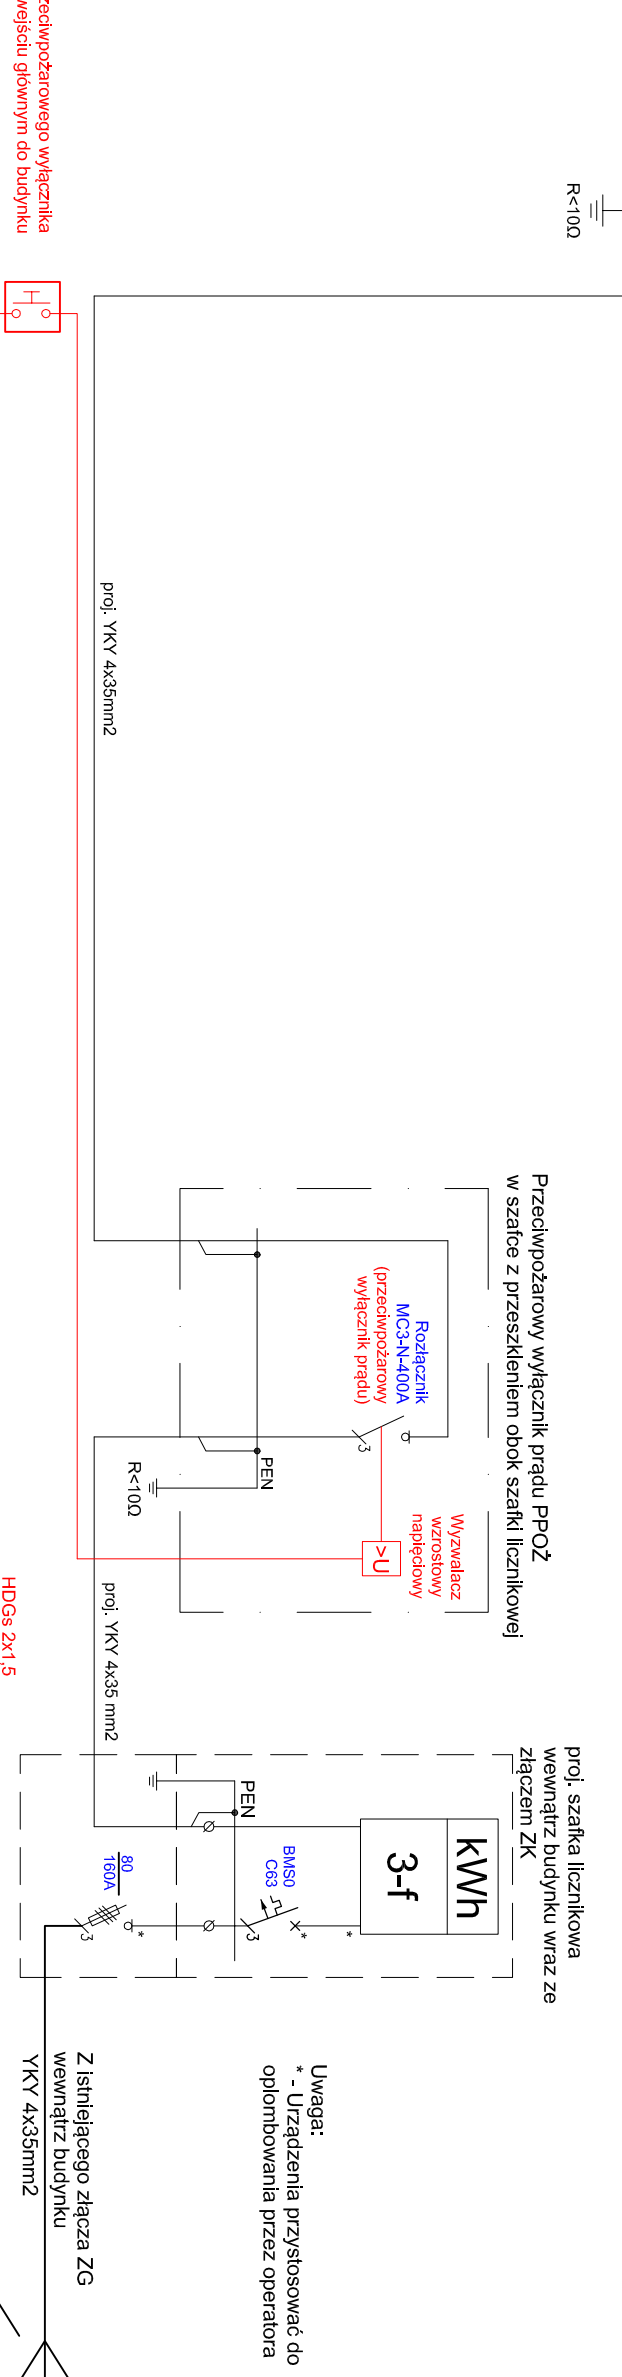 zeciwpożarowego wyłącznika
wejściu głównym do budynku
R<10Ω
proj. YKY 4x35mm2
Przeciwpożarowy wyłącznik prądu PPOŻ
w szafce z przeszkleniem obok szafki licznikowej
Rozłącznik
MC3-N-400A
(przeciwpożarowy
wyłącznik prądu)
3
Wyzwalacz
wzrostowy
napięciowy
>U
PEN
R<10Ω
HDGs 2x1,5
proj. YKY 4x35 mm2
proj. szafka licznikowa
wewnątrz budynku wraz ze
złączem ZK
kWh
3-f
PEN
BMS0
C63
3
*
*
80
160A
3
*
Uwaga:
* - Urządzenia przystosować do
oplombowania przez operatora
Z istniejącego złącza ZG
wewnątrz budynku
YKY 4x35mm2